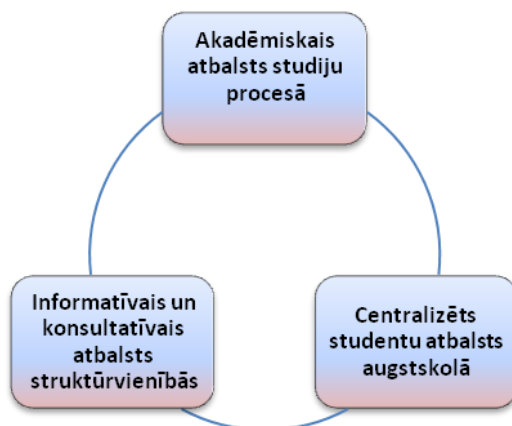 Akadēmiskais
atbalsts studiju
procesā
Informatīvais un
konsultatīvais
atbalsts
struktūrvienībās
Centralizēts
studentu atbalsts
augstskolā